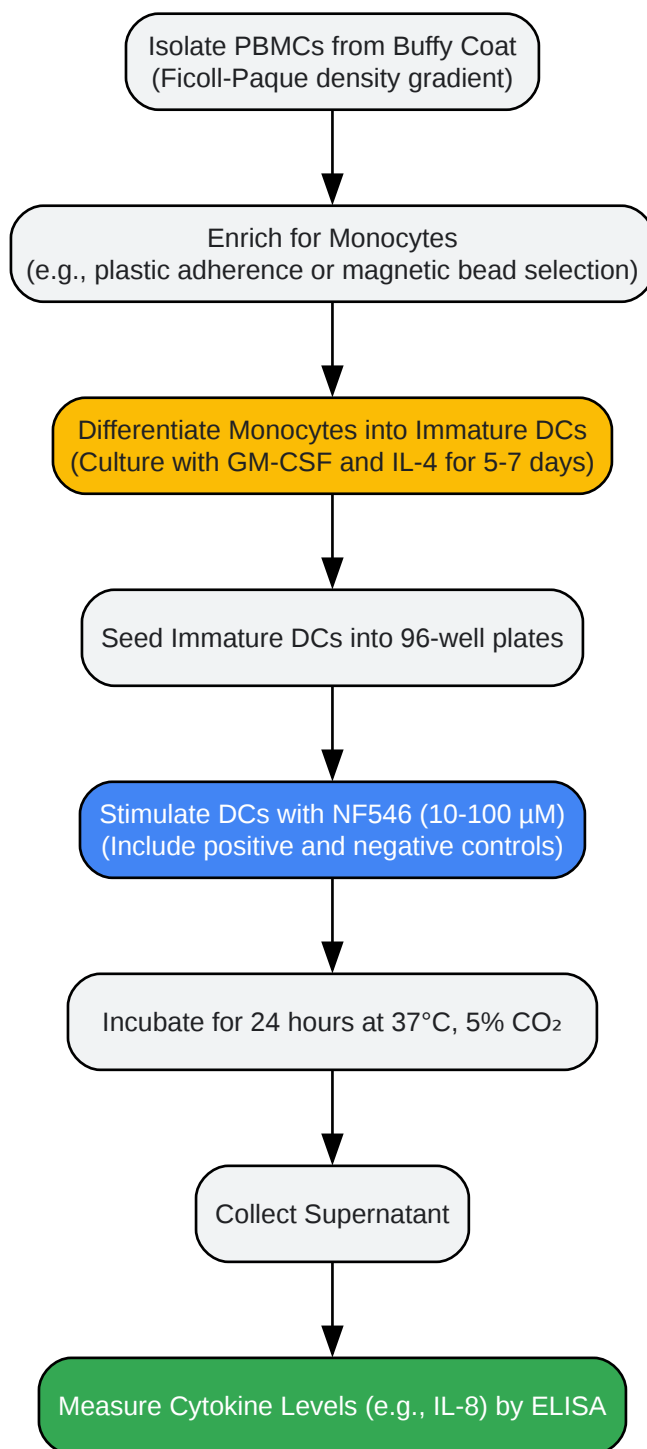 Isolate PBMCs from Buffy Coat
(Ficoll-Paque density gradient)
Enrich for Monocytes
(e.g., plastic adherence or magnetic bead selection)
Differentiate Monocytes into Immature DCs
(Culture with GM-CSF and IL-4 for 5-7 days)
Seed Immature DCs into 96-well plates
Stimulate DCs with NF546 (10-100 µM)
(Include positive and negative controls)
Incubate for 24 hours at 37°C, 5% CO₂
Collect Supernatant
Measure Cytokine Levels (e.g., IL-8) by ELISA